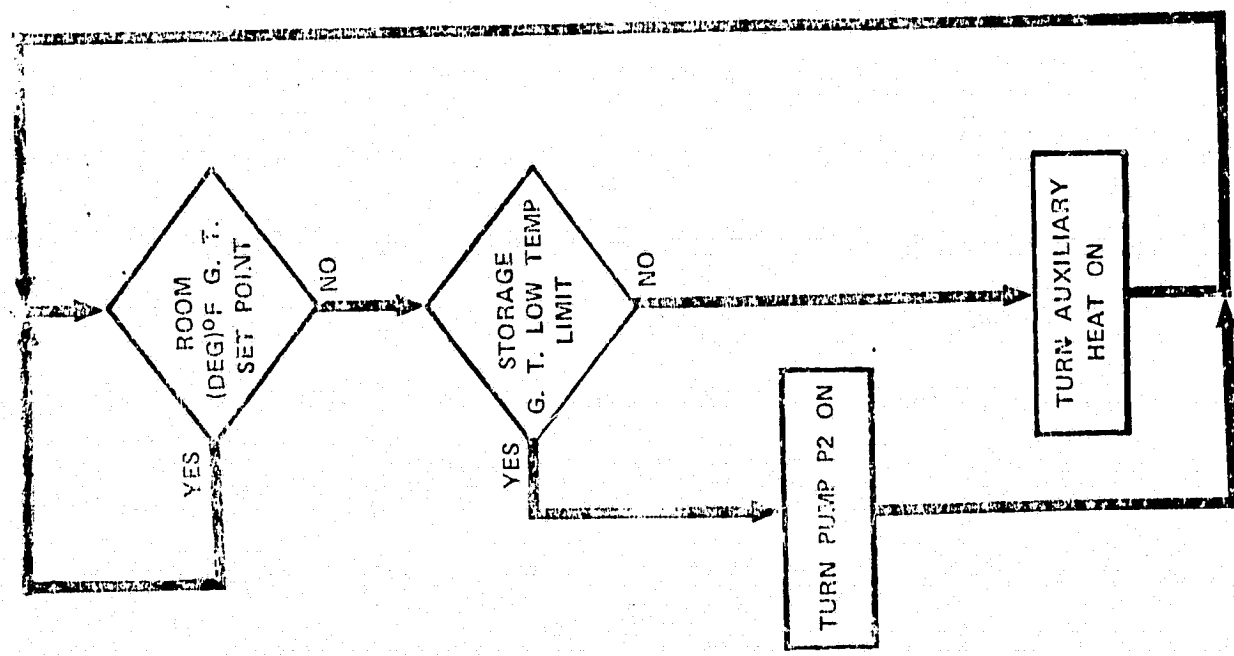 ROOM
(DEG)°F G. T.
SET POINT
YES
NO
STORAGE
G. T. LOW TEMP
LIMIT
YES
NO
TURN PUMP P2 ON
TURN AUXILIARY
HEAT ON